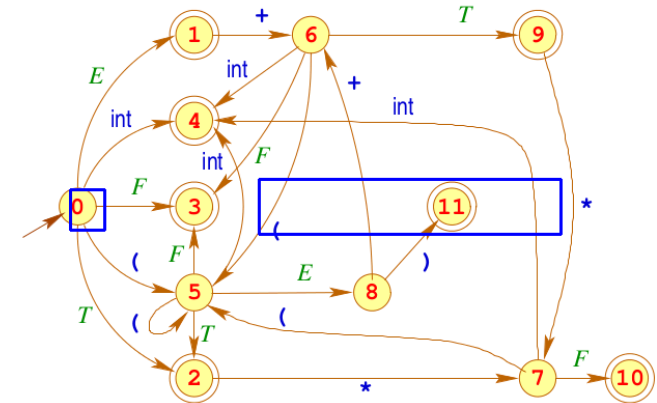 1 + 6 T 9
E int +
T int 4 int
int F
0 F 3 11 *
(
( F 5 E 8 )
( T (
T 2 * 7 F 10